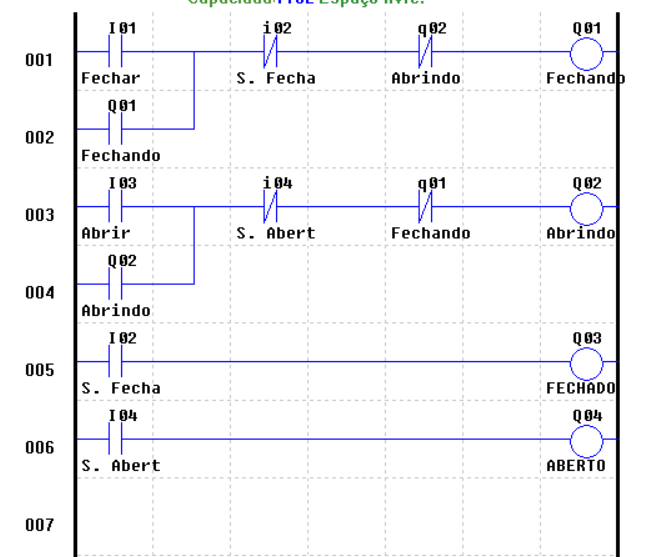 I01 i02 q02 Q01
001
Fechar S. Fecha Abrindo Fechando
Q01
002
Fechando
I03 i04 q01 Q02
003
Abrir S. Abert Fechando Abrindo
Q02
004
Abrindo
I02 Q03
005
S. Fecha FECHADO
I04 Q04
006
S. Abert ABERTO
007